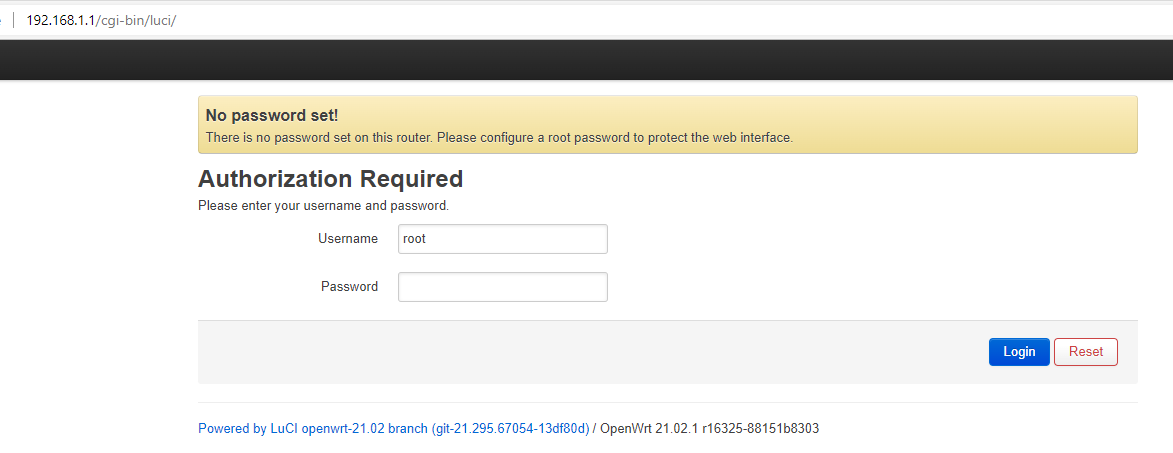 192.168.1.1/cgi-bin/luci/
No password set!
There is no password set on this router. Please configure a root password to protect the web interface.
Authorization Required
Please enter your username and password.
Username root
Password
Login Reset
Powered by LuCI openwrt-21.02 branch (git-21.295.67054-13df80d) / OpenWrt 21.02.1 r16325-88151b8303